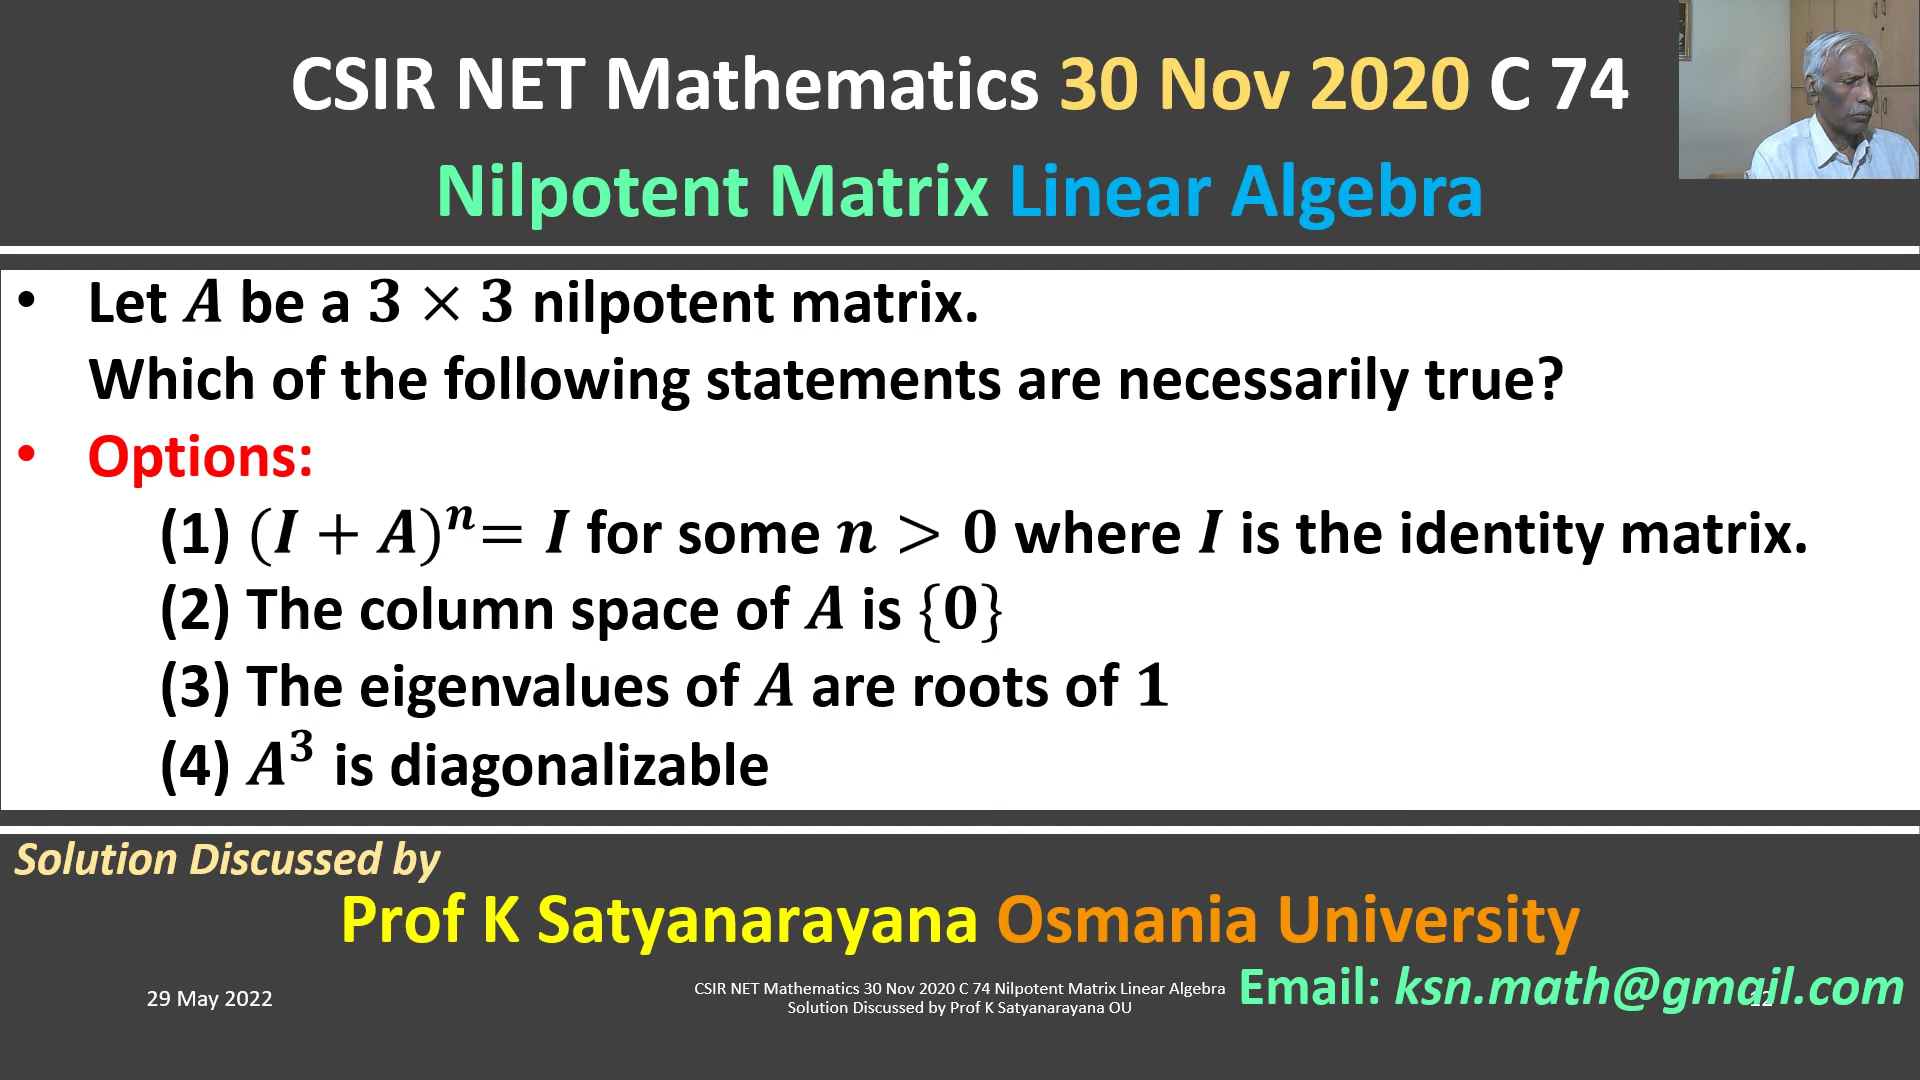 CSIR NET Mathematics 30 Nov 2020 C 74
Nilpotent Matrix Linear Algebra
• Let A be a 3 × 3 nilpotent matrix.
Which of the following statements are necessarily true?
• Options:
(1) (I + A)ⁿ= I for some n > 0 where I is the identity matrix.
(2) The column space of A is {0}
(3) The eigenvalues of A are roots of 1
(4) A³ is diagonalizable
Solution Discussed by
Prof K Satyanarayana Osmania University
Email: ksn.math@gmail.com
29 May 2022
CSIR NET Mathematics 30 Nov 2020 C 74 Nilpotent Matrix Linear Algebra
Solution Discussed by Prof K Satyanarayana OU
12